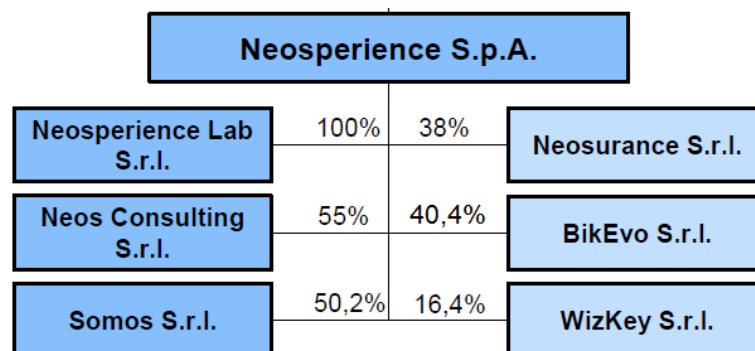 Neosperience S.p.A.
Neosperience Lab
S.r.l.
100%
38%
Neosurance S.r.l.
Neos Consulting
S.r.l.
55%
40,4%
BikEvo S.r.l.
Somos S.r.l.
50,2%
16,4%
WizKey S.r.l.